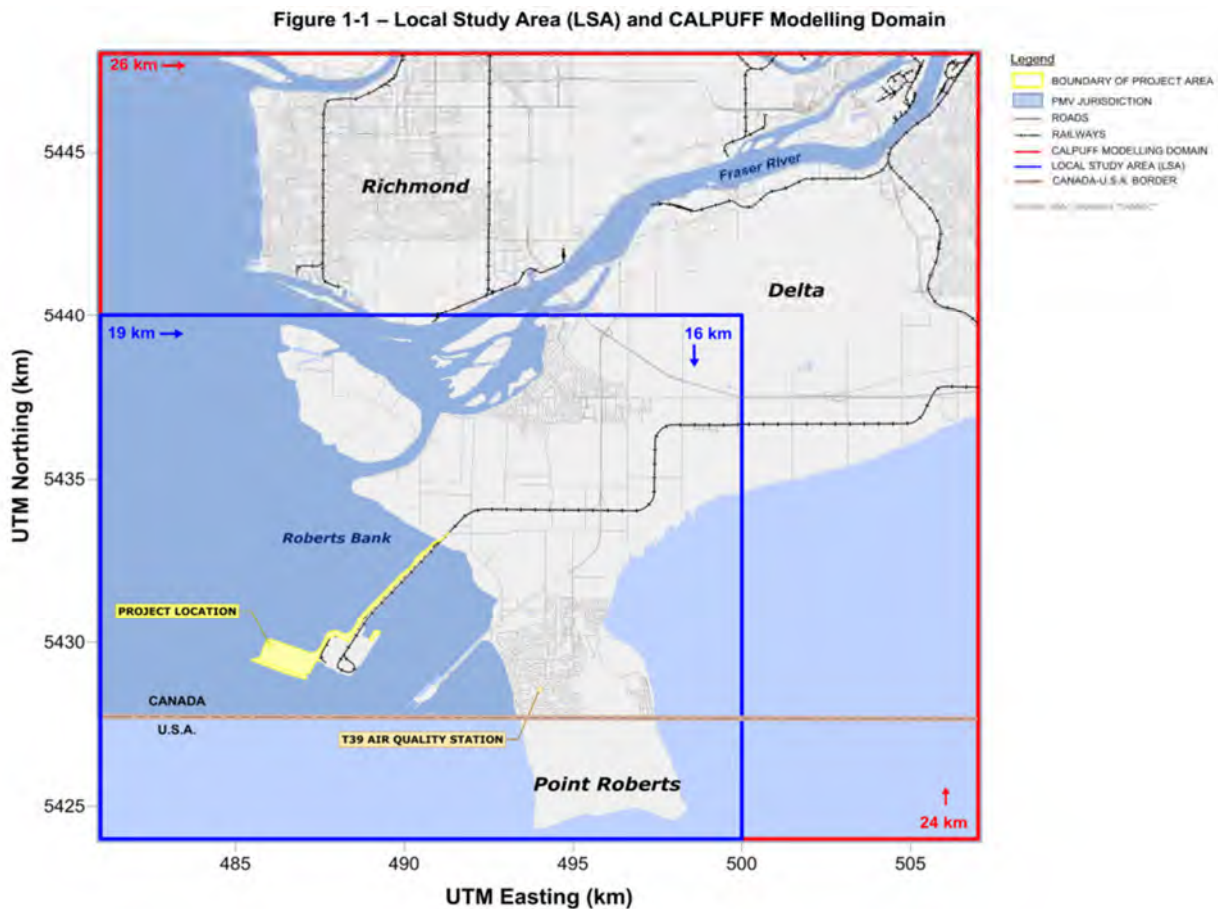 Figure 1-1 – Local Study Area (LSA) and CALPUFF Modelling Domain
26 km
Legend
BOUNDARY OF PROJECT AREA
PMV JURISDICTION
ROADS
RAILWAYS
CALPUFF MODELLING DOMAIN
LOCAL STUDY AREA (LSA)
CANADA-U.S.A. BORDER
5445
Fraser River
Richmond
Delta
5440
19 km
16 km
UTM Northing (km)
5435
Roberts Bank
PROJECT LOCATION
5430
CANADA
U.S.A.
T39 AIR QUALITY STATION
Point Roberts
5425
24 km
485
490
495
500
505
UTM Easting (km)